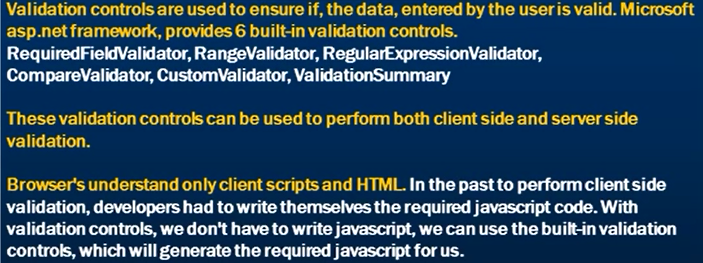 Validation controls are used to ensure if, the data, entered by the user is valid. Microsoft
asp.net framework, provides 6 built-in validation controls.
RequiredFieldValidator, RangeValidator, RegularExpressionValidator,
CompareValidator, CustomValidator, ValidationSummary
These validation controls can be used to perform both client side and server side
validation.
Browser's understand only client scripts and HTML. In the past to perform client side
validation, developers had to write themselves the required javascript code. With
validation controls, we don't have to write javascript, we can use the built-in validation
controls, which will generate the required javascript for us.